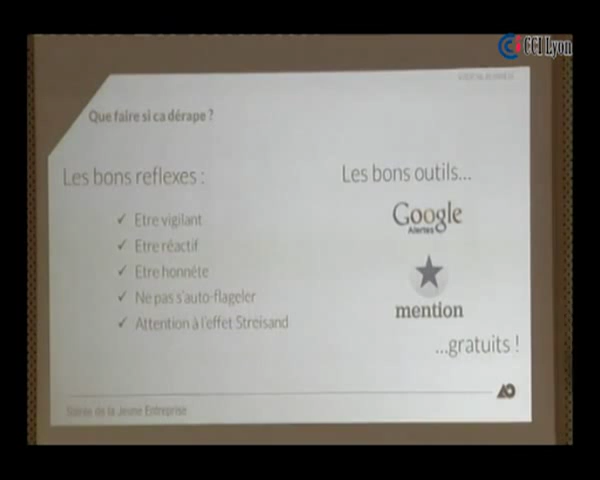 CCI Lyon
Que faire si ca dérape ?
Les bons reflexes :
✓ Etre vigilant
✓ Etre réactif
✓ Etre honnête
✓ Ne pas s'auto-flageler
✓ Attention à l'effet Streisand
Les bons outils...
Google
Alertes
mention
...gratuits !
Soirée de la Jeune Entreprise